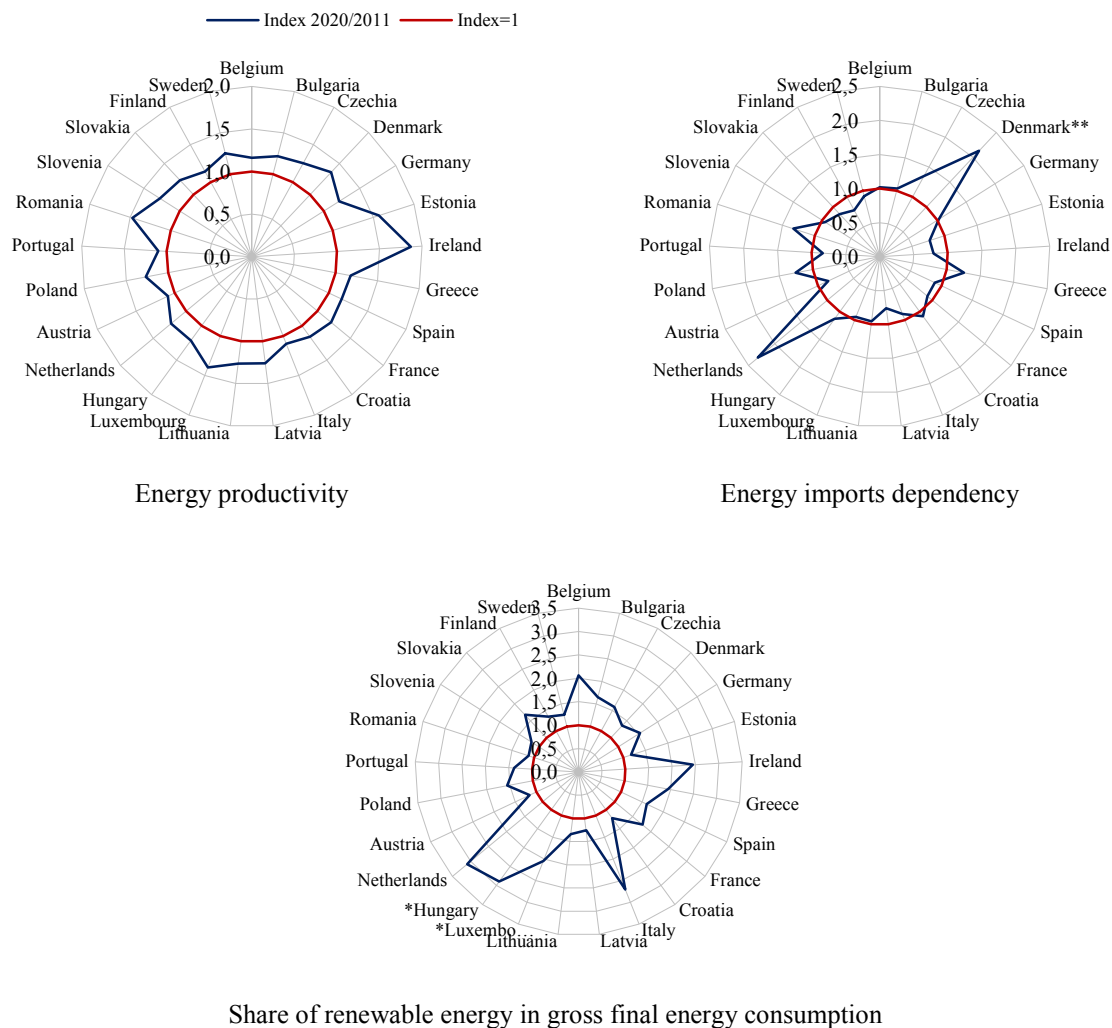 Index 2020/2011 Index=1
Belgium
Bulgaria
Czechia
Denmark
Germany
Estonia
Ireland
Greece
Spain
France
Croatia
Italy
Latvia
Lithuania
Luxembourg
Hungary
Netherlands
Austria
Poland
Portugal
Romania
Slovenia
Slovakia
Finland
Sweden
2,0
1,5
1,0
0,5
0,0
Energy productivity
Belgium
Bulgaria
Czechia
Denmark**
Germany
Estonia
Ireland
Greece
Spain
France
Croatia
Italy
Latvia
Lithuania
Luxembourg
Hungary
Netherlands
Austria
Poland
Portugal
Romania
Slovenia
Slovakia
Finland
Sweden
2,5
2,0
1,5
1,0
0,5
0,0
Energy imports dependency
Belgium
Bulgaria
Czechia
Denmark
Germany
Estonia
Ireland
Greece
Spain
France
Croatia
Italy
Latvia
Lithuania
*Luxembo…
*Hungary
Netherlands
Austria
Poland
Portugal
Romania
Slovenia
Slovakia
Finland
Sweden
3,5
3,0
2,5
2,0
1,5
1,0
0,5
0,0
Share of renewable energy in gross final energy consumption